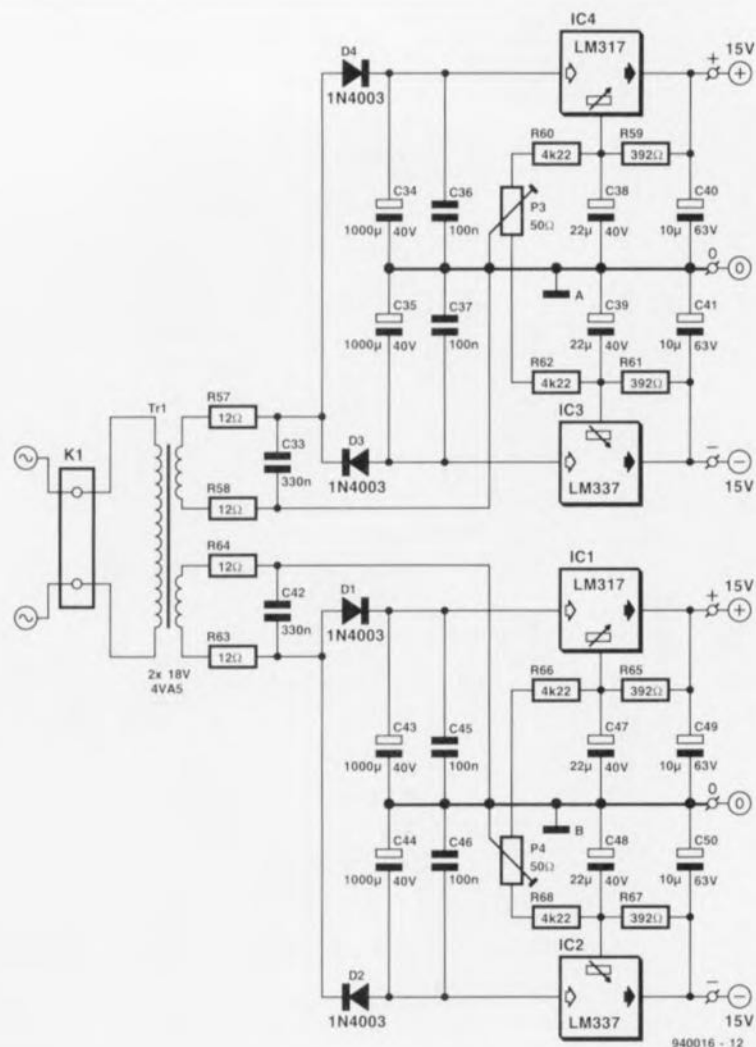 IC4
D4
LM317
+ 15V
1N4003
R60
R59
4k22
392Ω
C34
C36
P3
C38
C40
1000µ 40V
100n
50Ω
22µ 40V
10µ 63V
0
0
A
C35
C37
C39
C41
1000µ 40V
100n
22µ 40V
10µ 63V
R62
R61
4k22
392Ω
R57
Tr1
12Ω
IC3
K1
C33
D3
330n
1N4003
LM337
− 15V
R58
12Ω
R64
12Ω
IC1
D1
LM317
+ 15V
C42
330n
1N4003
R63
12Ω
2x 18V
4VA5
R66
R65
4k22
392Ω
C43
C45
C47
C49
1000µ 40V
100n
22µ 40V
10µ 63V
0
0
B
C44
C46
P4
C48
C50
1000µ 40V
100n
50Ω
22µ 40V
10µ 63V
R68
R67
4k22
392Ω
IC2
D2
1N4003
LM337
− 15V
940016 - 12